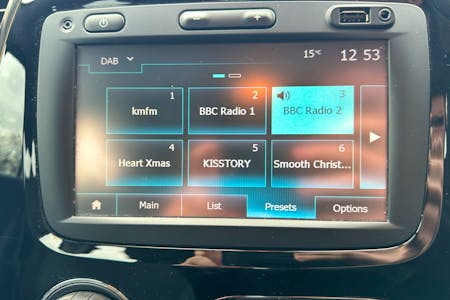 DAB
15°C
12 53
1
kmfm
2
BBC Radio 1
3
BBC Radio 2
4
Heart Xmas
5
KISSTORY
6
Smooth Christ...
Main
List
Presets
Options